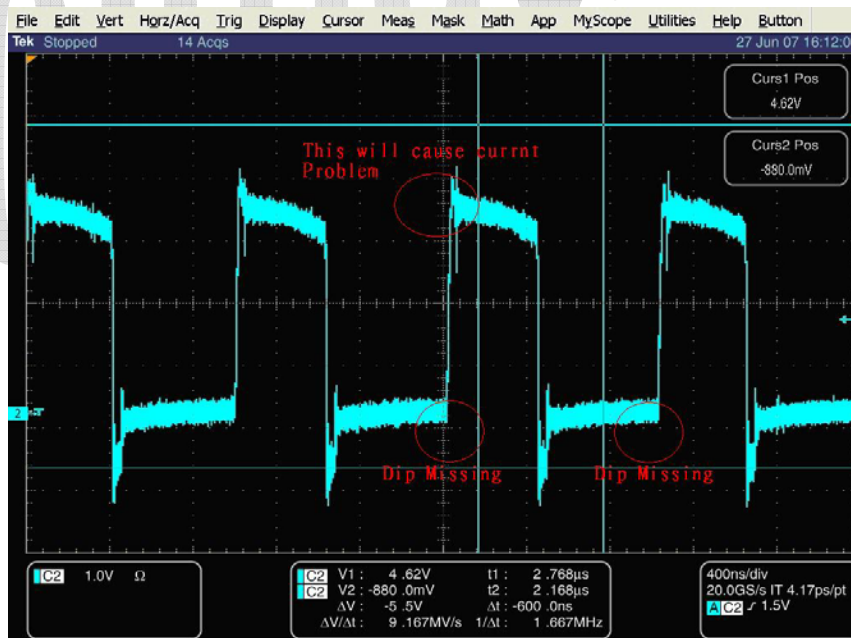 File Edit Vert Horz/Acq Trig Display Cursor Meas Mask Math App MyScope Utilities Help Button
Tek Stopped 14 Acqs 27 Jun 07 16:12:0
Curs1 Pos
4.62V
Curs2 Pos
-880.0mV
This will cause currnt
Problem
2
Dip Missing Dip Missing
C2 1.0V Ω
C2 V1: 4.62V t1: 2.768µs
C2 V2: -880.0mV t2: 2.168µs
ΔV: -5.5V Δt: -600.0ns
ΔV/Δt: 9.167MV/s 1/Δt: 1.667MHz
400ns/div
20.0GS/s IT 4.17ps/pt
A C2 1.5V